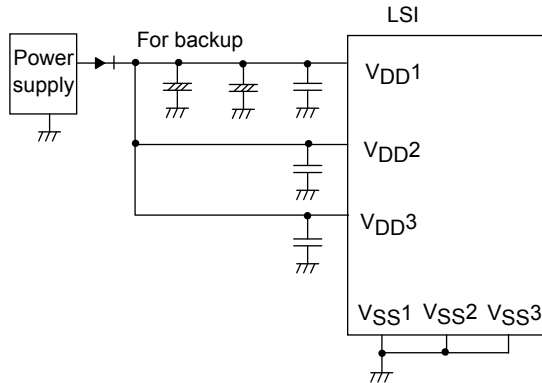 LSI
For backup
Power
supply
VDD1
VDD2
VDD3
VSS1 VSS2 VSS3